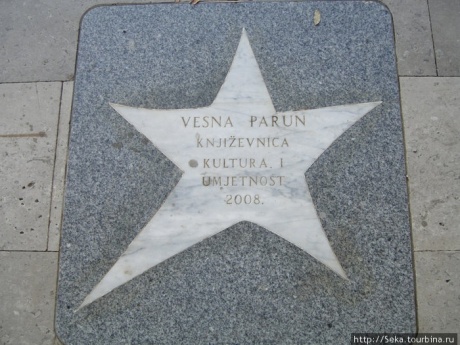 VESNA PARUN
KNJIŽEVNICA
KULTURA I
UMJETNOST
2008.
http://Seka.tourbina.ru